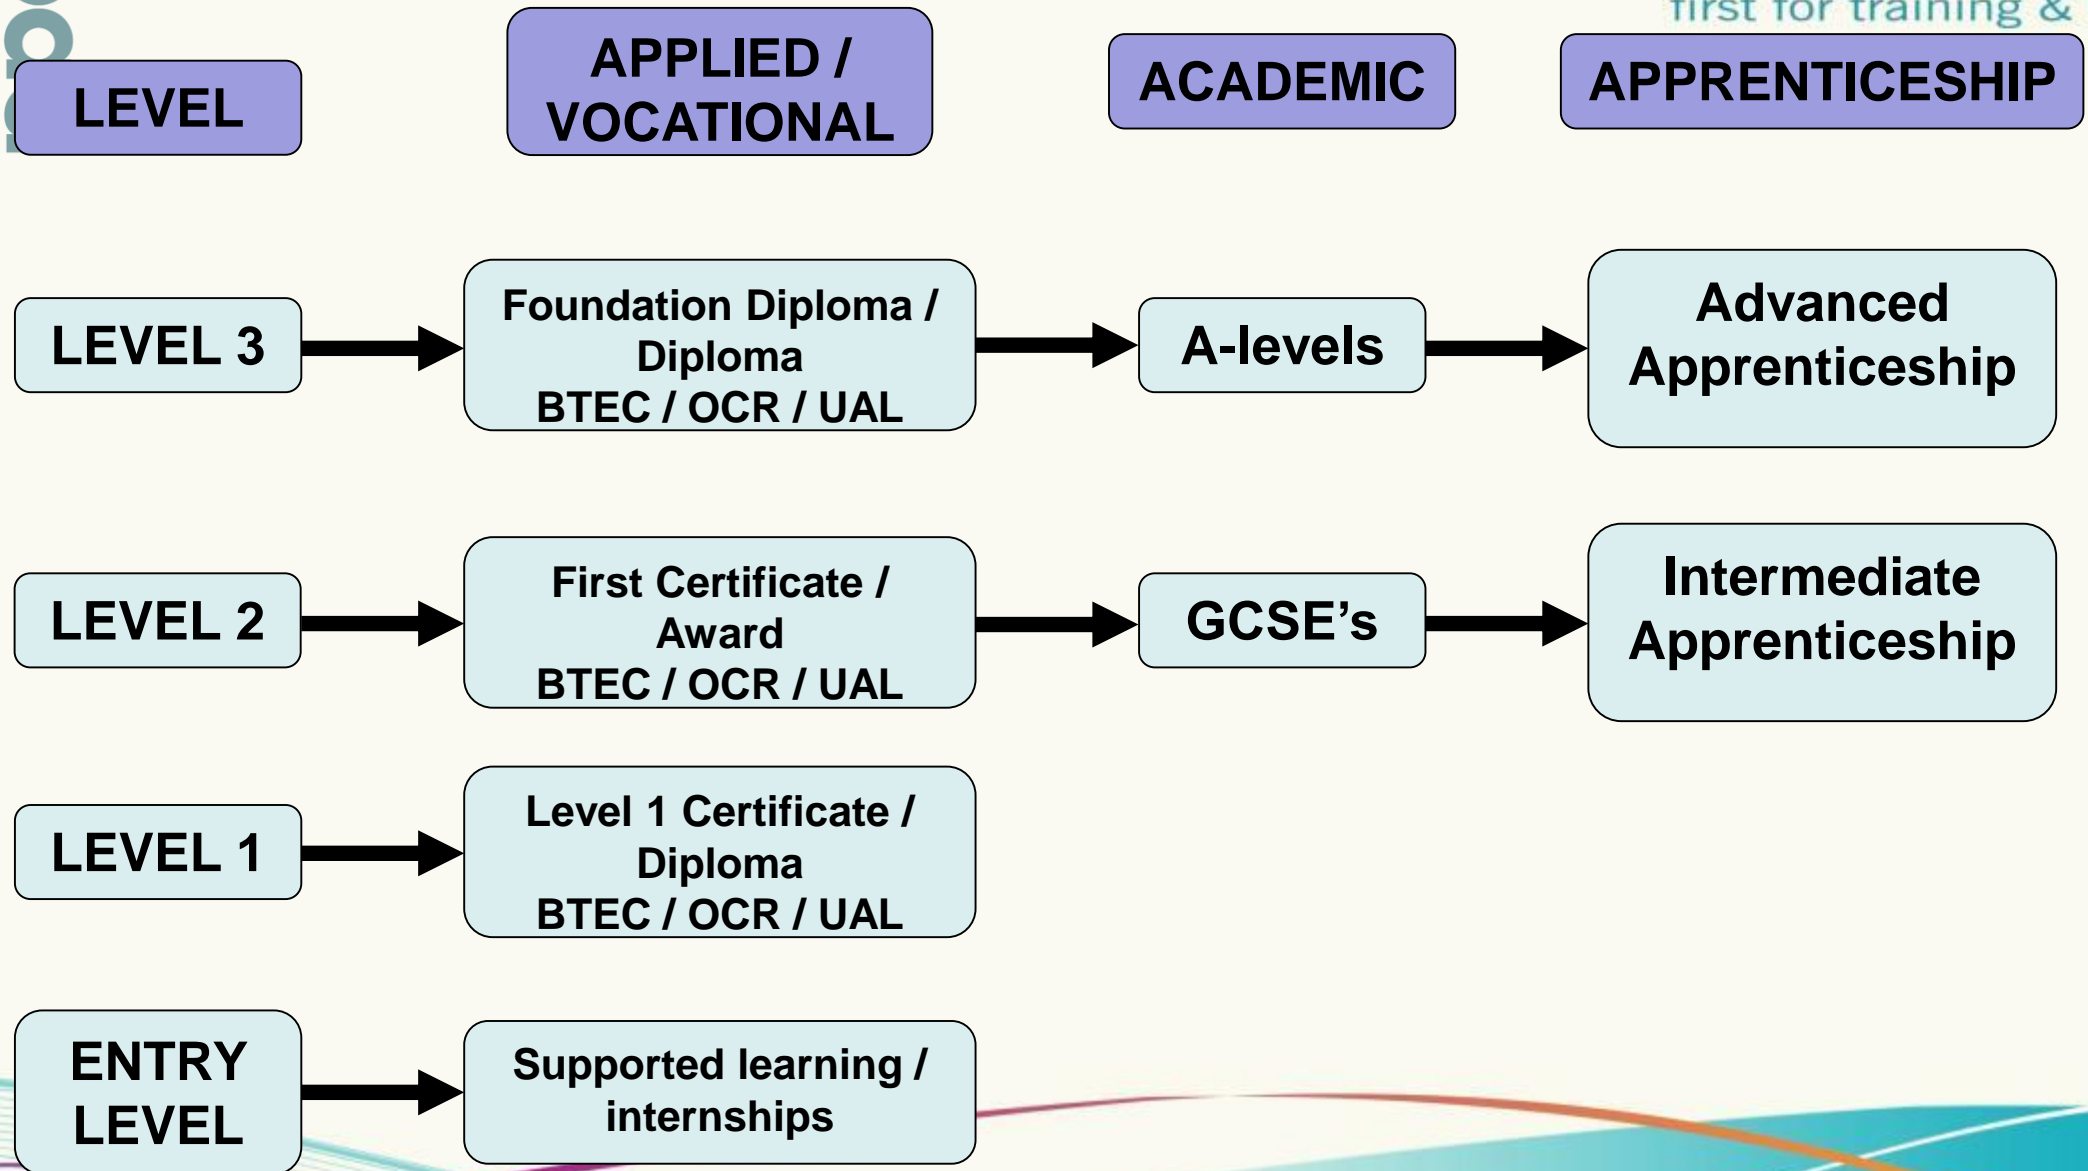 first for training &
LEVEL
APPLIED /
VOCATIONAL
ACADEMIC
APPRENTICESHIP
LEVEL 3
Foundation Diploma /
Diploma
BTEC / OCR / UAL
A-levels
Advanced
Apprenticeship
LEVEL 2
First Certificate /
Award
BTEC / OCR / UAL
GCSE’s
Intermediate
Apprenticeship
LEVEL 1
Level 1 Certificate /
Diploma
BTEC / OCR / UAL
ENTRY
LEVEL
Supported learning /
internships